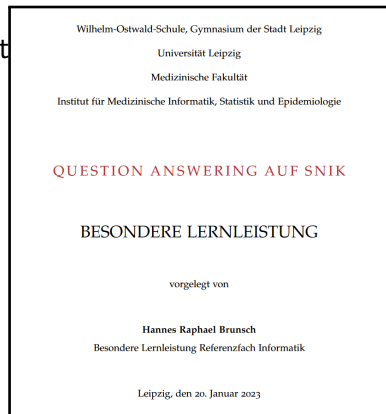 Wilhelm-Ostwald-Schule, Gymnasium der Stadt Leipzig
t
Universität Leipzig
Medizinische Fakultät
Institut für Medizinische Informatik, Statistik und Epidemiologie
QUESTION ANSWERING AUF SNIK
BESONDERE LERNLEISTUNG
vorgelegt von
Hannes Raphael Brunsch
Besondere Lernleistung Referenzfach Informatik
Leipzig, den 20. Januar 2023